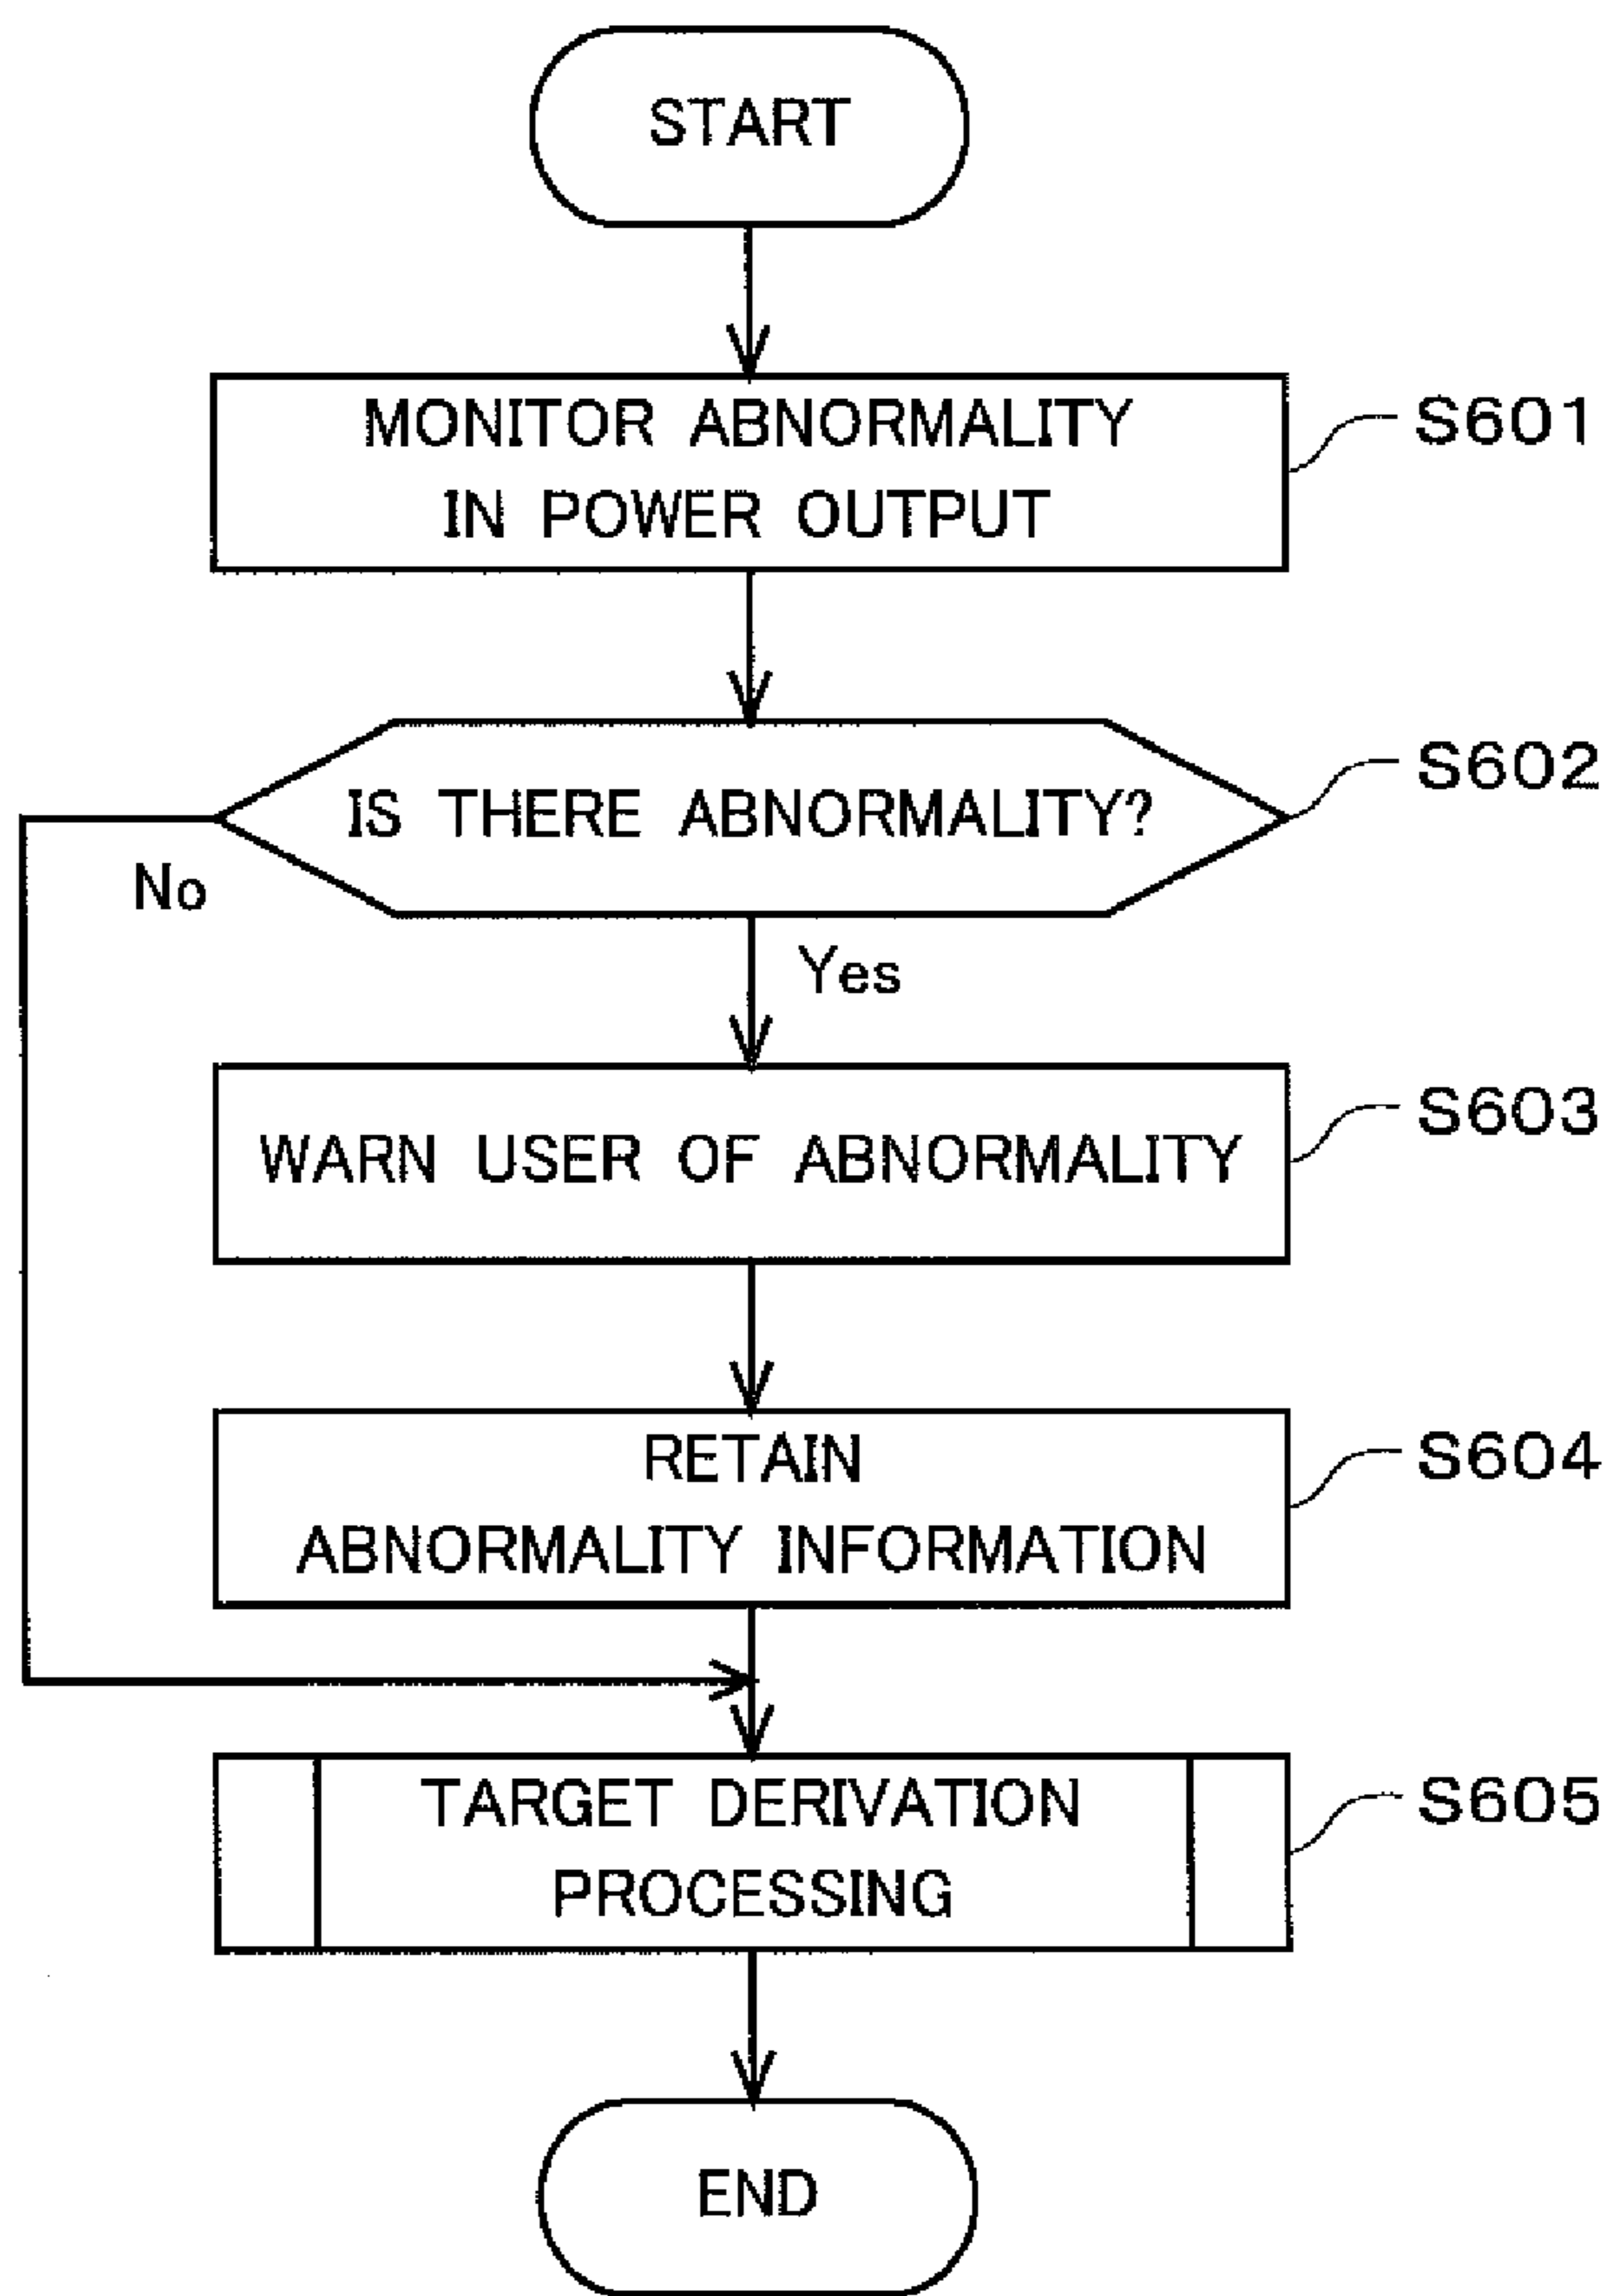 START
MONITOR ABNORMALITY
IN POWER OUTPUT
S601
IS THERE ABNORMALITY?
S602
No
Yes
WARN USER OF ABNORMALITY
S603
RETAIN
ABNORMALITY INFORMATION
S604
TARGET DERIVATION
PROCESSING
S605
END